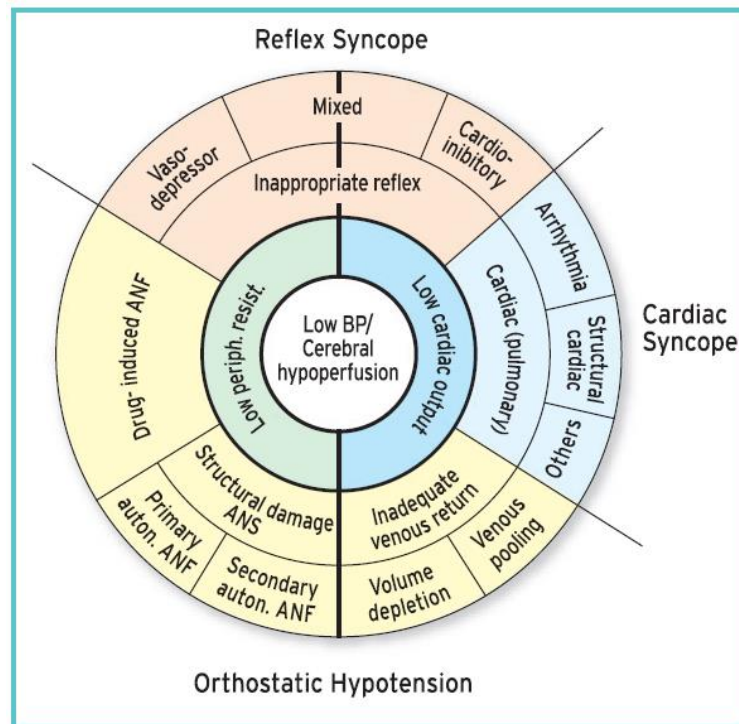 Reflex Syncope
Mixed
Vaso-
depressor
Cardio-
inibitory
Inappropriate reflex
Arrhythmia
Structural
cardiac
Others
Cardiac (pulmonary)
Cardiac
Syncope
Low periph. resist.
Low BP/
Cerebral
hypoperfusion
Low cardiac output
Drug- induced ANF
Structural damage
ANS
Primary
auton. ANF
Secondary
auton. ANF
Inadequate
venous return
Volume
depletion
Venous
pooling
Orthostatic Hypotension